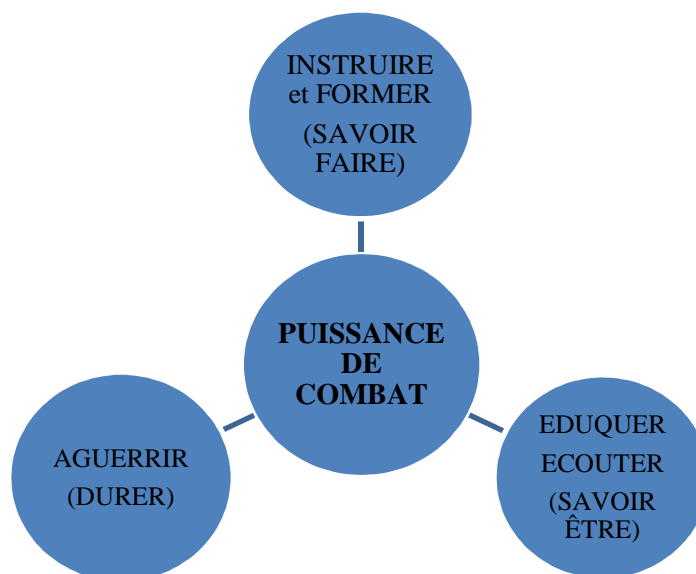 INSTRUIRE
et FORMER
(SAVOIR
FAIRE)
PUISSANCE
DE
COMBAT
AGUERRIR
(DURER)
EDUQUER
ECOUTER
(SAVOIR
ÊTRE)